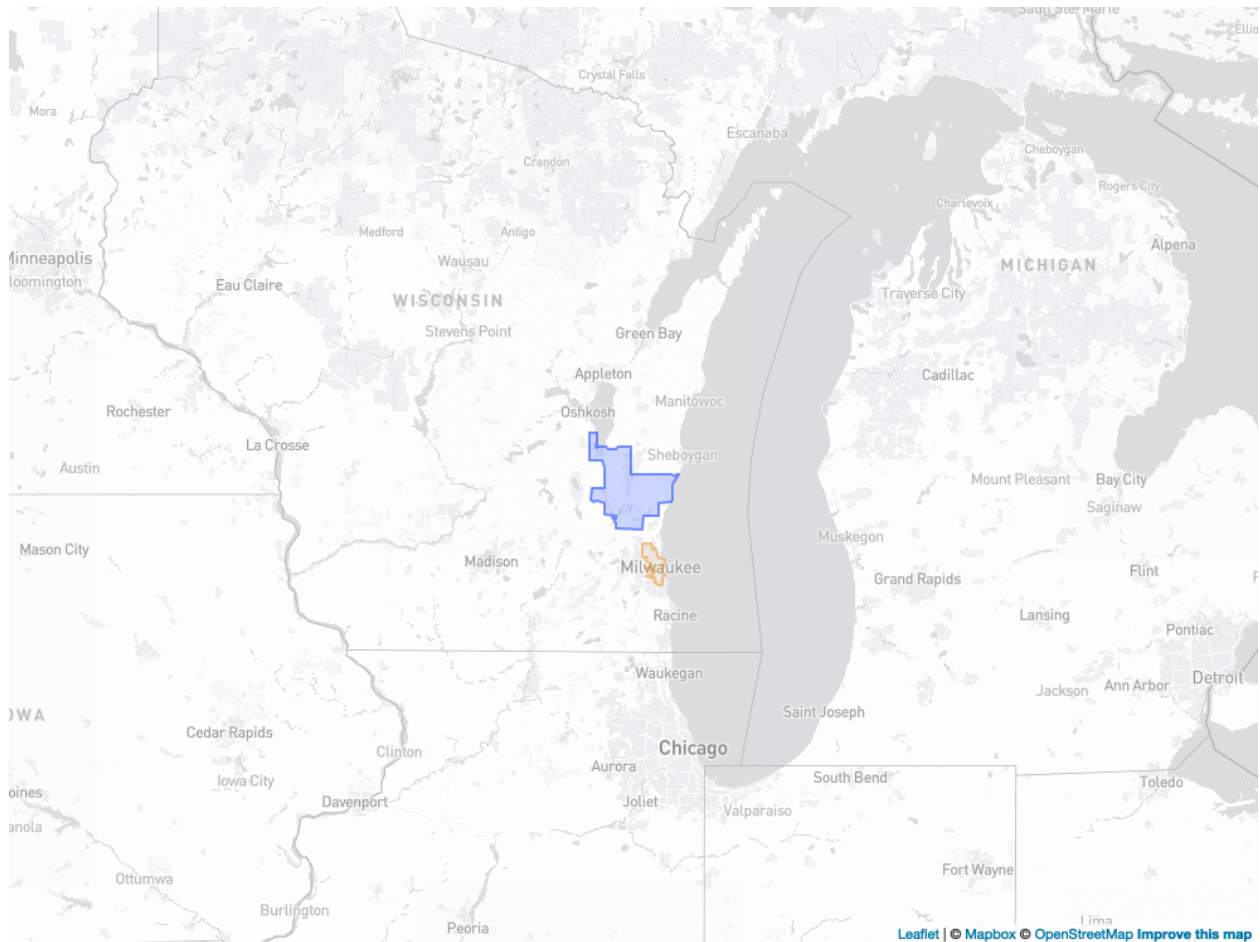 Sault Ste. Marie
Crystal Falls
Mora
Escanaba
Cheboygan
Crandon
Rogers City
Charlevoix
Medford
Antigo
Alpena
Minneapolis
Wausau
MICHIGAN
Bloomington
Eau Claire
Traverse City
WISCONSIN
Stevens Point
Green Bay
Appleton
Cadillac
Manitowoc
Rochester
Oshkosh
La Crosse
Sheboygan
Austin
Mount Pleasant
Bay City
Saginaw
Muskegon
Mason City
Madison
Milwaukee
Grand Rapids
Flint
Racine
Lansing
Pontiac
Waukegan
Detroit
Ann Arbor
Jackson
OWA
Saint Joseph
Cedar Rapids
Chicago
Clinton
Aurora
South Bend
Iowa City
Toledo
oines
Davenport
Joliet
Valparaiso
anola
Fort Wayne
Ottumwa
Burlington
Lima
Peoria
Leaflet | © Mapbox © OpenStreetMap Improve this map